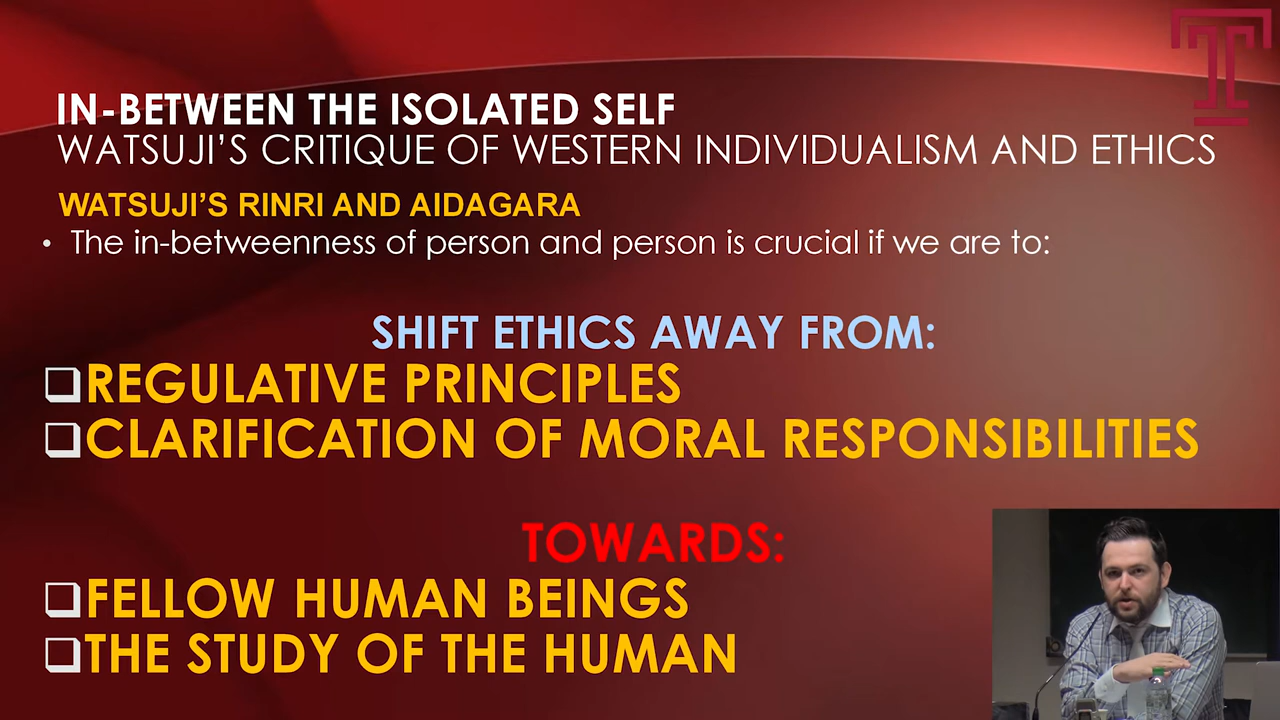 IN-BETWEEN THE ISOLATED SELF
WATSUJI'S CRITIQUE OF WESTERN INDIVIDUALISM AND ETHICS
WATSUJI'S RINRI AND AIDAGARA
• The in-betweenness of person and person is crucial if we are to:
SHIFT ETHICS AWAY FROM:
❑REGULATIVE PRINCIPLES
❑CLARIFICATION OF MORAL RESPONSIBILITIES
TOWARDS:
❑FELLOW HUMAN BEINGS
❑THE STUDY OF THE HUMAN